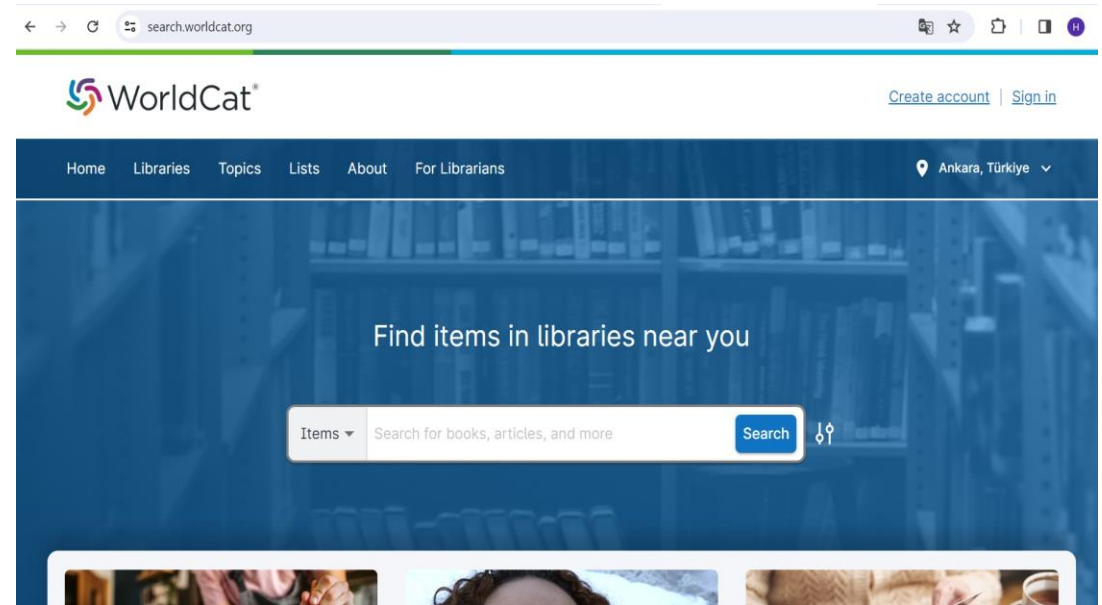 search.worldcat.org
H
WorldCat®
Create account | Sign in
Home Libraries Topics Lists About For Librarians
Ankara, Türkiye
Find items in libraries near you
Items Search for books, articles, and more Search